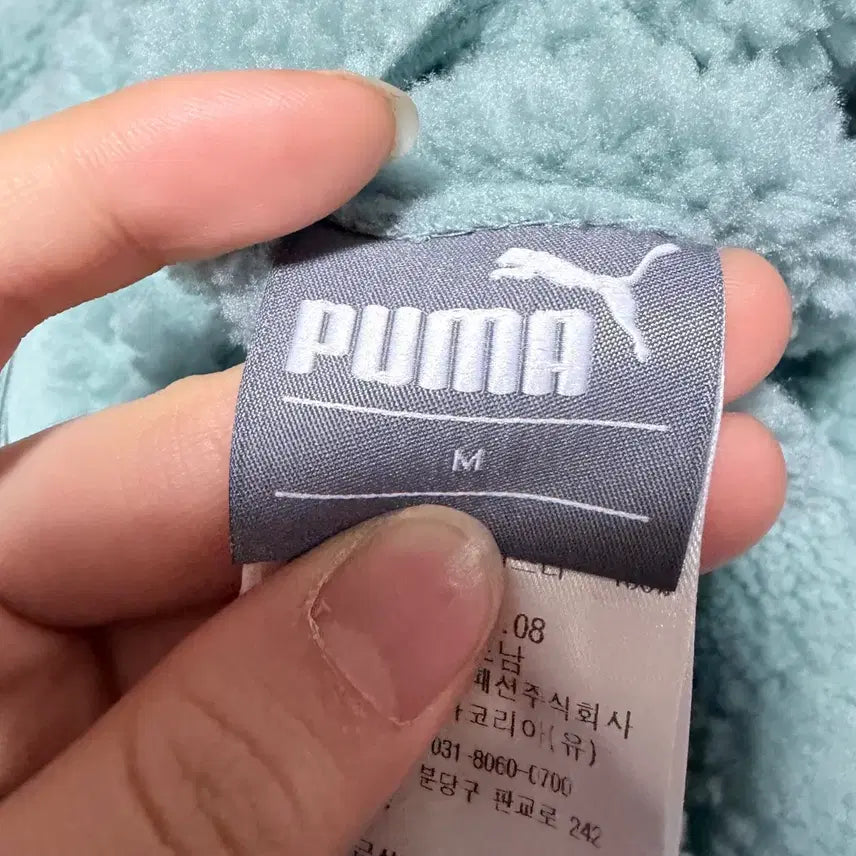 PUMA
M
.08
남
패션주식회사
코리아(유)
031-8060-0700
분당구 판교로 242